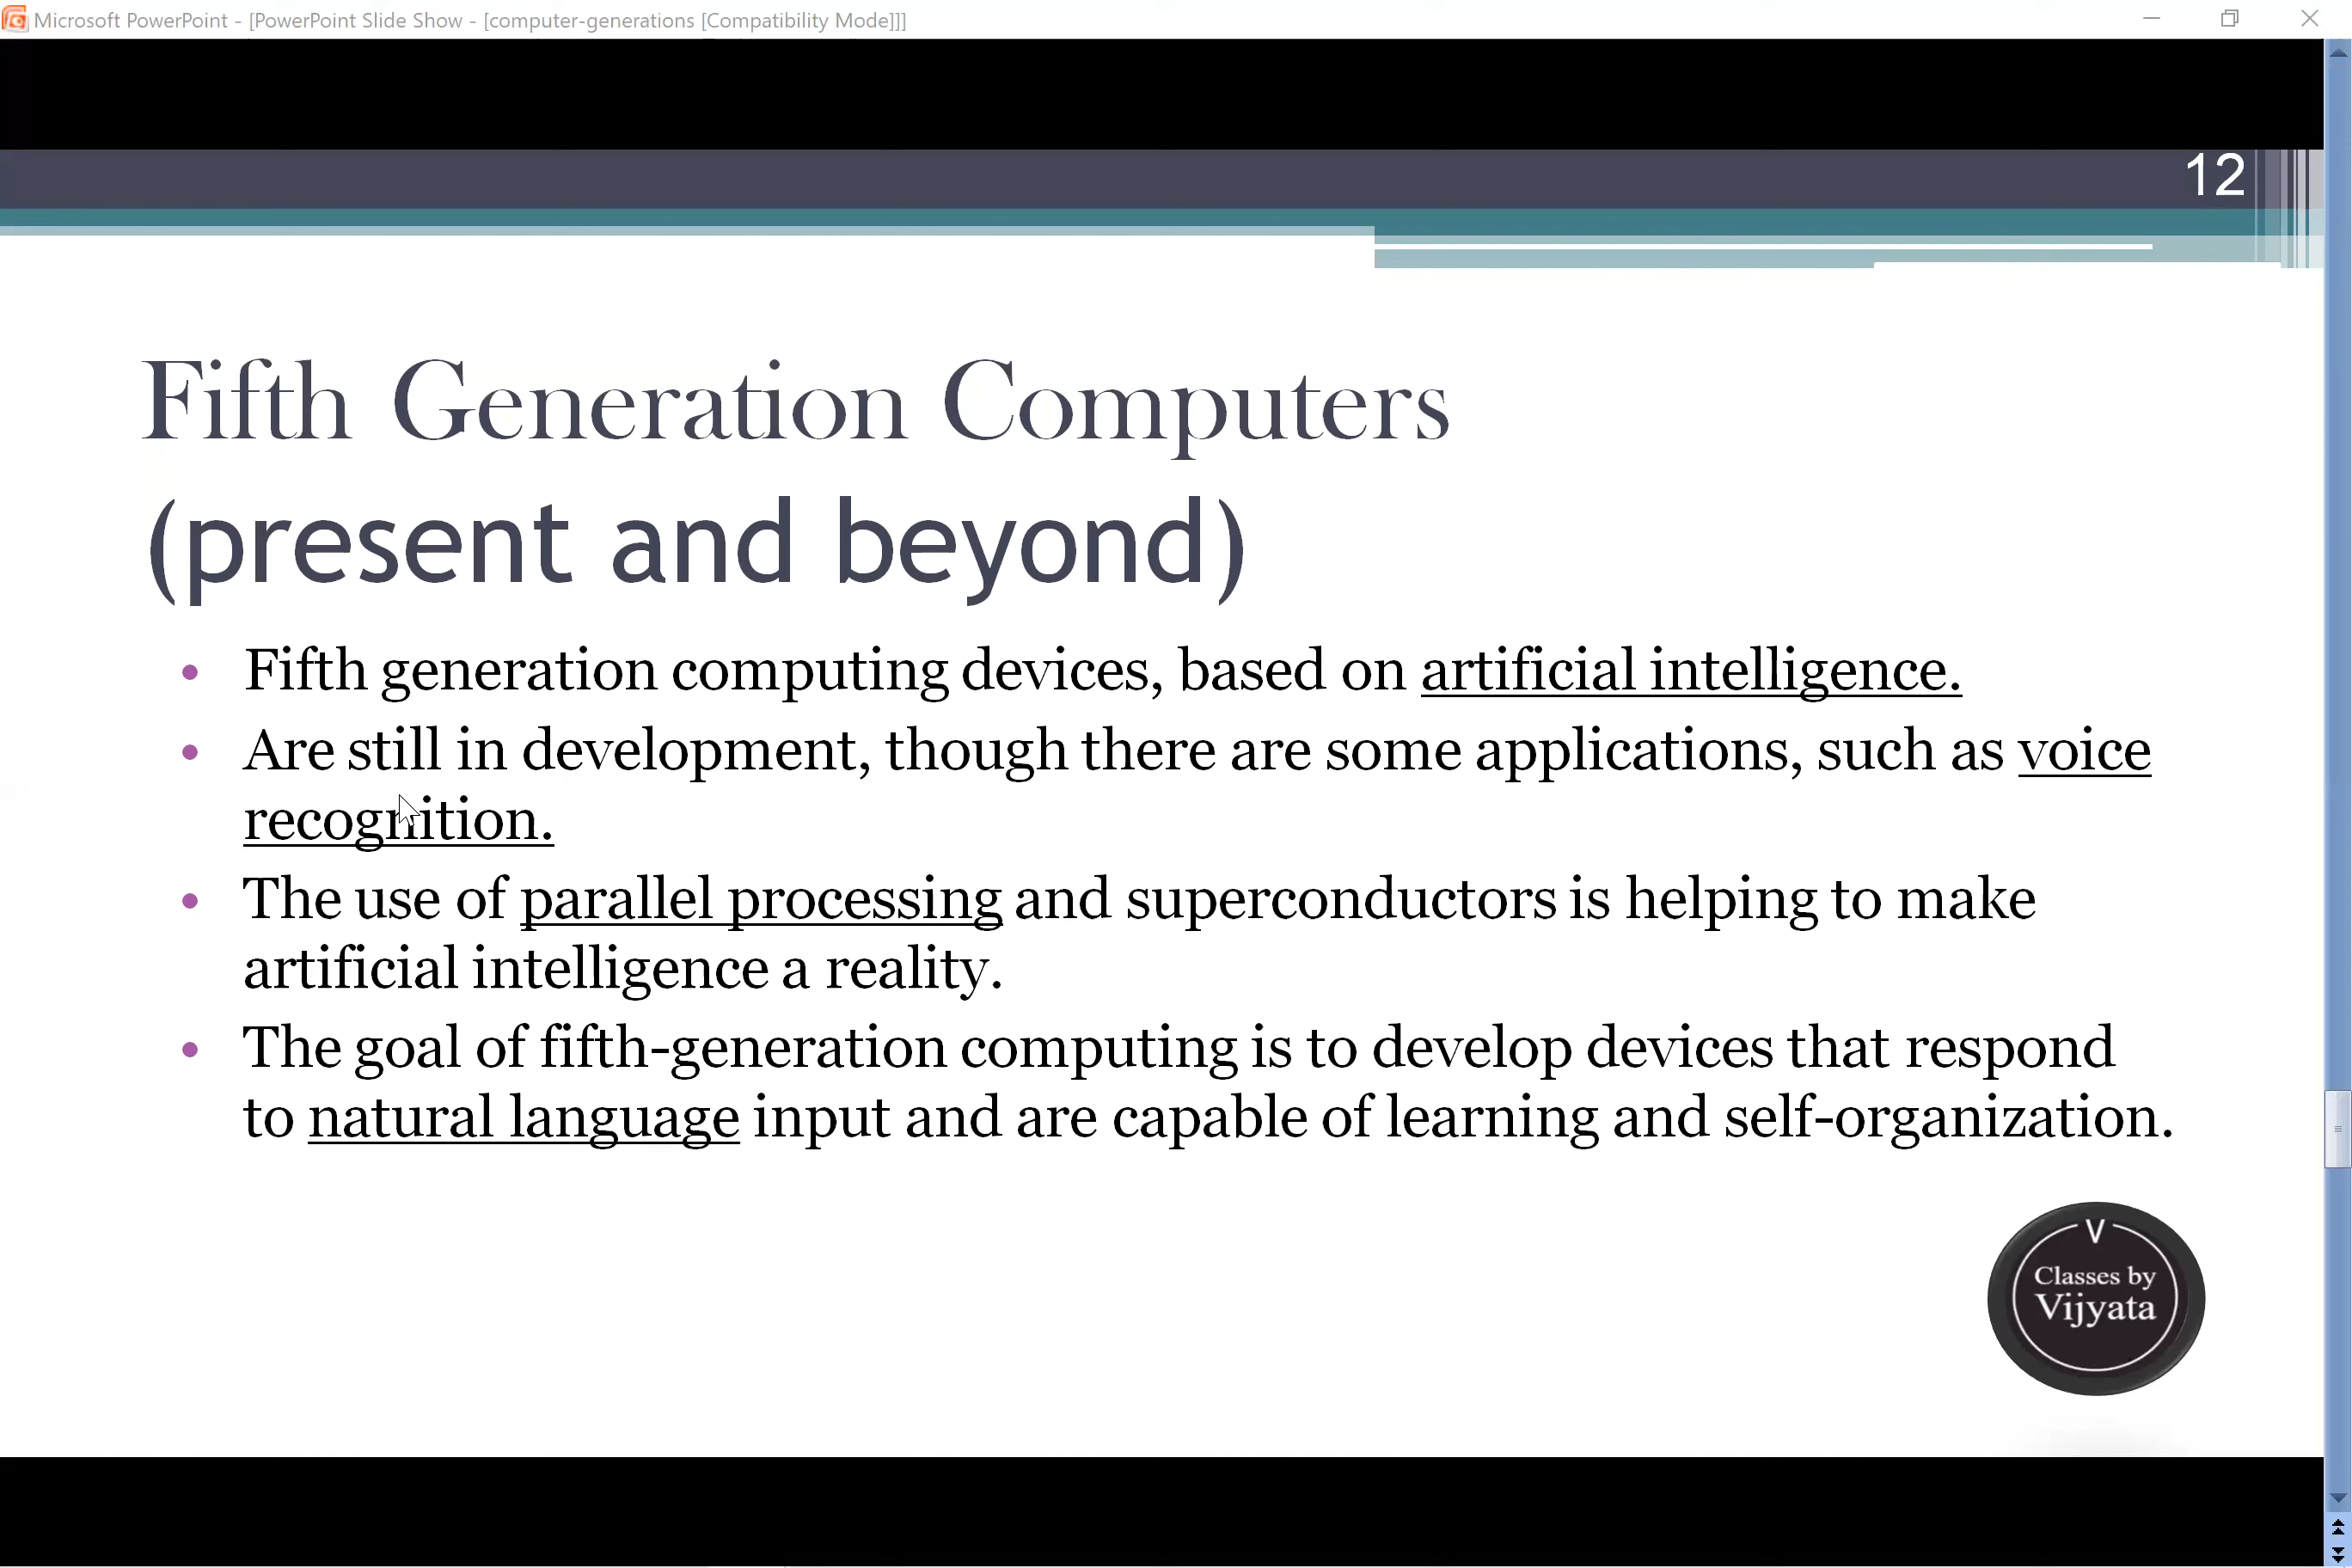 Microsoft PowerPoint - [PowerPoint Slide Show - [computer-generations [Compatibility Mode]]]
12
Fifth Generation Computers
(present and beyond)
• Fifth generation computing devices, based on artificial intelligence.
• Are still in development, though there are some applications, such as voice
recognition.
• The use of parallel processing and superconductors is helping to make
artificial intelligence a reality.
• The goal of fifth-generation computing is to develop devices that respond
to natural language input and are capable of learning and self-organization.
V
Classes by
Vijyata